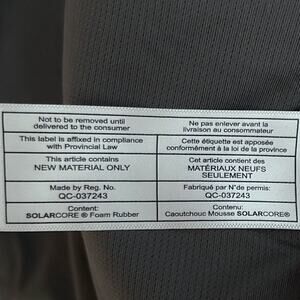 Not to be removed until
delivered to the consumer
This label is affixed in
compliance with Provincial Law
This article contains
NEW MATERIAL ONLY
Made by Reg. No.
QC-037243
Content:
SOLARCORE® Foam Rubber
Ne pas enlever avant la
livraison au consommateur
Cette étiquette est apposée
conformément à la loi de la province
Cet article contient des
MATÉRIAUX NEUFS
SEULEMENT
Fabriqué par N°de permis:
QC-037243
Contenu:
Caoutchouc Mousse SOLARCORE®